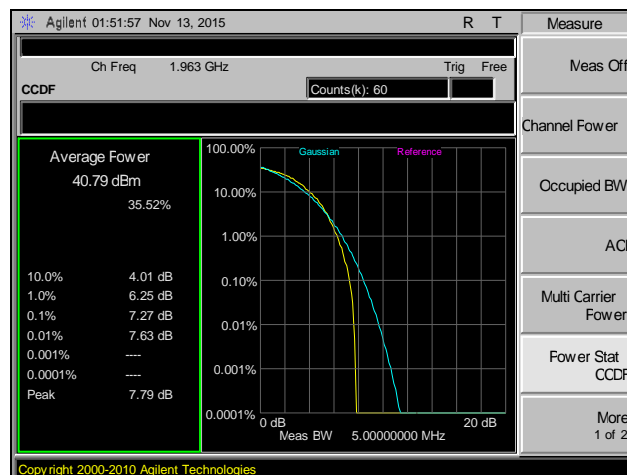 Agilent 01:51:57 Nov 13, 2015 R T
Measure
Ch Freq 1.963 GHz Trig Free
CCDF Counts(k): 60
Meas Off
Channel Fower
Occupied BW
ACI
Multi Carrier
Fower
Fower Stat
CCDF
More
1 of 2
Average Fower
40.79 dBm
35.52%
10.0% 4.01 dB
1.0% 6.25 dB
0.1% 7.27 dB
0.01% 7.63 dB
0.001% ----
0.0001% ----
Peak 7.79 dB
Gaussian Reference
100.00%
10.00%
1.00%
0.10%
0.01%
0.001%
0.0001%
0 dB 20 dB
Meas BW 5.00000000 MHz
Copyright 2000-2010 Agilent Technologies